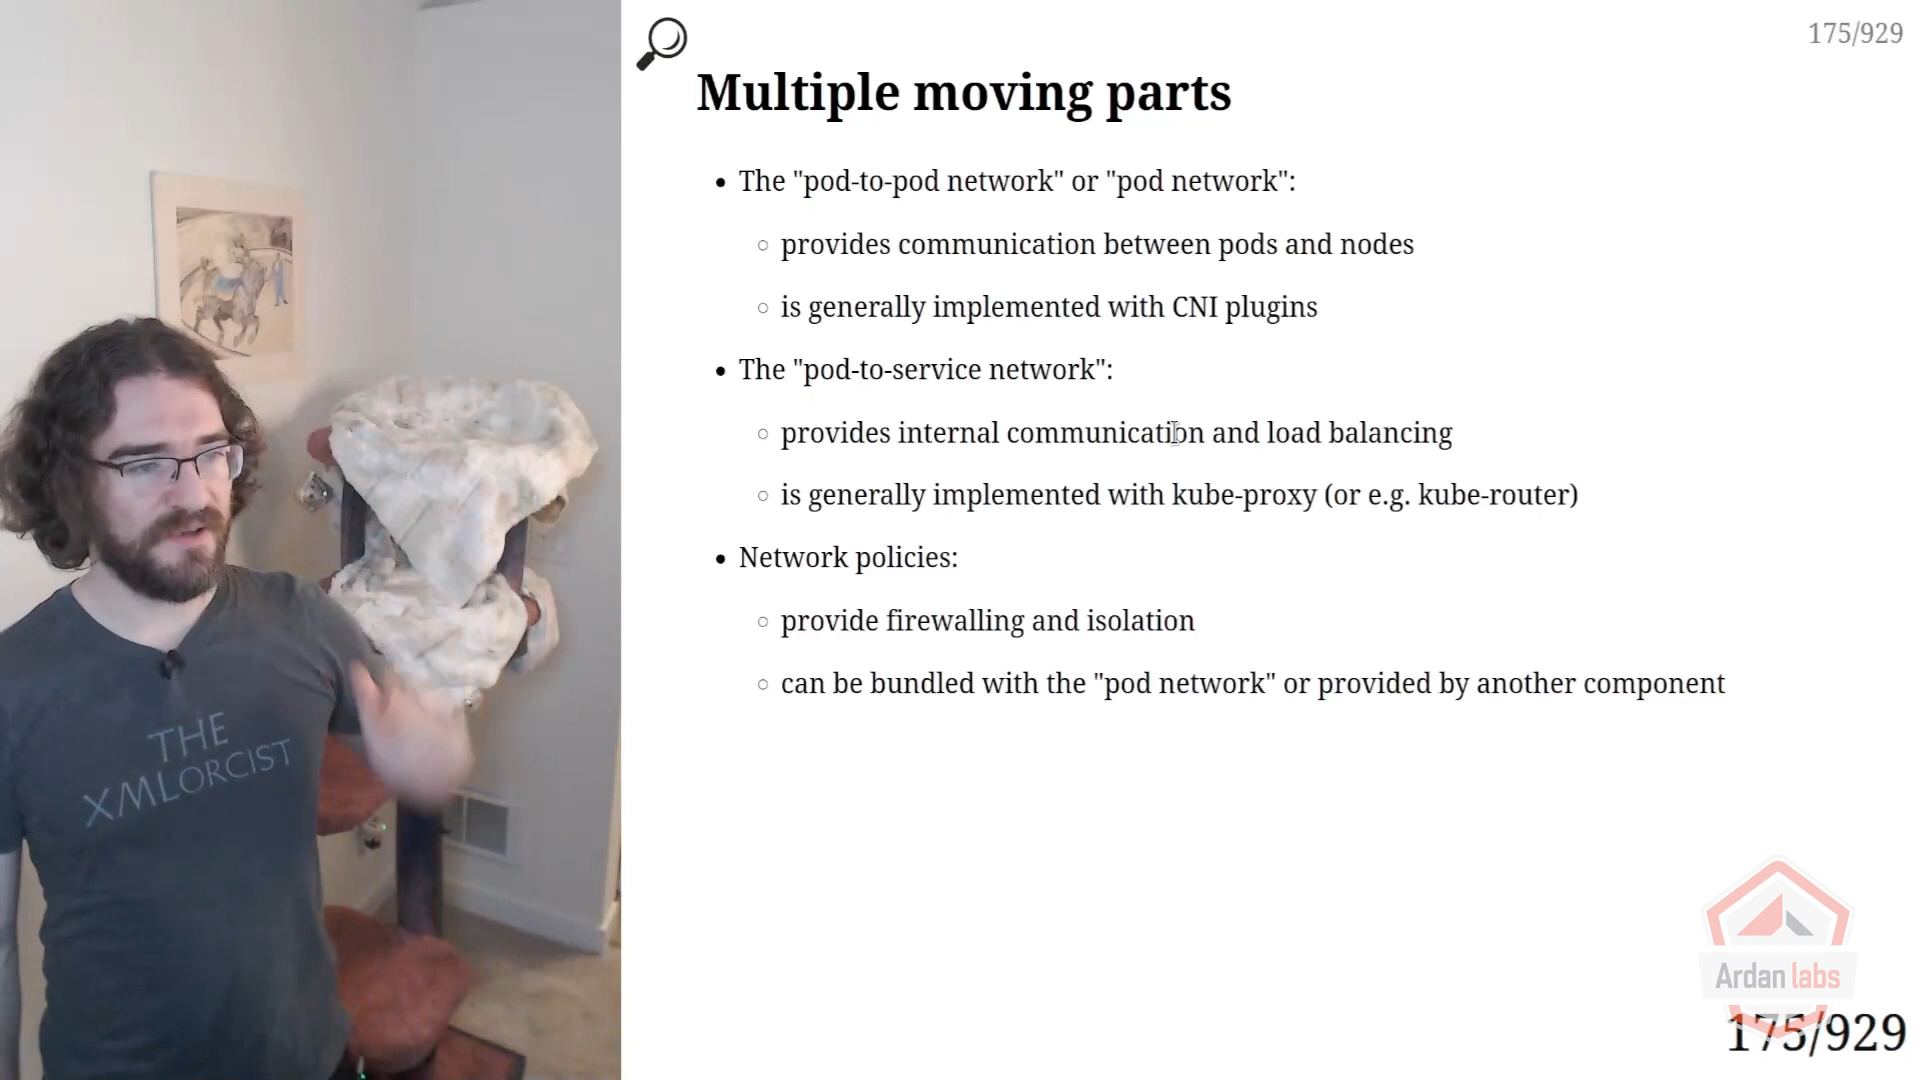 175/929
Multiple moving parts
The "pod-to-pod network" or "pod network":
provides communication between pods and nodes
is generally implemented with CNI plugins
The "pod-to-service network":
provides internal communication and load balancing
is generally implemented with kube-proxy (or e.g. kube-router)
Network policies:
provide firewalling and isolation
can be bundled with the "pod network" or provided by another component
THE
XMLORCIST
Ardan labs
175/929